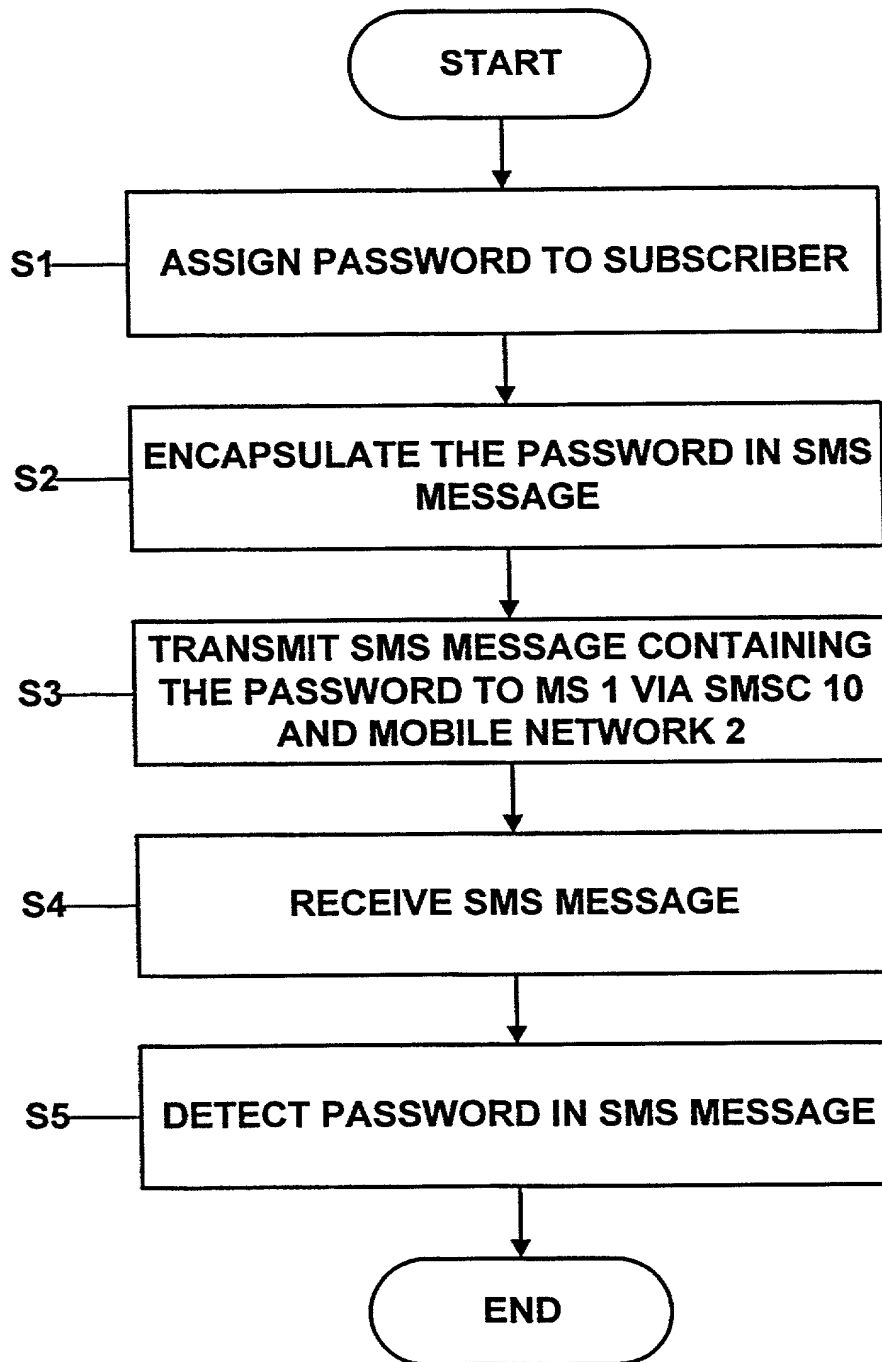 START
S1
ASSIGN PASSWORD TO SUBSCRIBER
S2
ENCAPSULATE THE PASSWORD IN SMS
MESSAGE
S3
TRANSMIT SMS MESSAGE CONTAINING
THE PASSWORD TO MS 1 VIA SMSC 10
AND MOBILE NETWORK 2
S4
RECEIVE SMS MESSAGE
S5
DETECT PASSWORD IN SMS MESSAGE
END